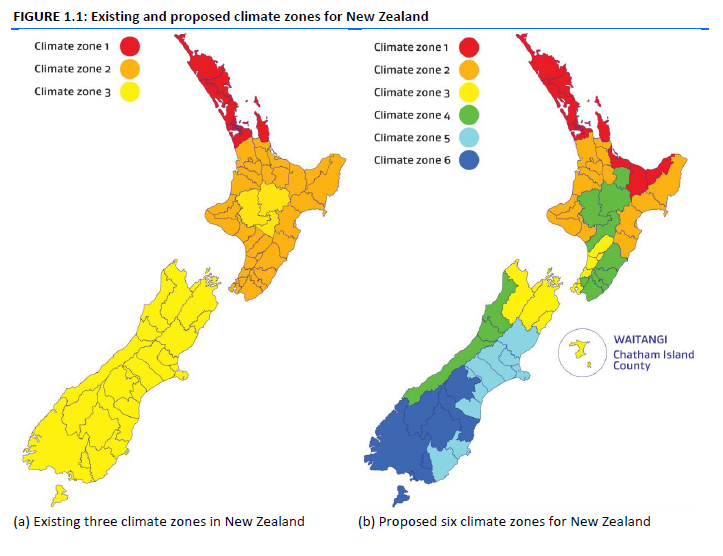 FIGURE 1.1: Existing and proposed climate zones for New Zealand
Climate zone 1
Climate zone 2
Climate zone 3
Climate zone 1
Climate zone 2
Climate zone 3
Climate zone 4
Climate zone 5
Climate zone 6
WAITANGI
Chatham Island
County
(a) Existing three climate zones in New Zealand
(b) Proposed six climate zones for New Zealand